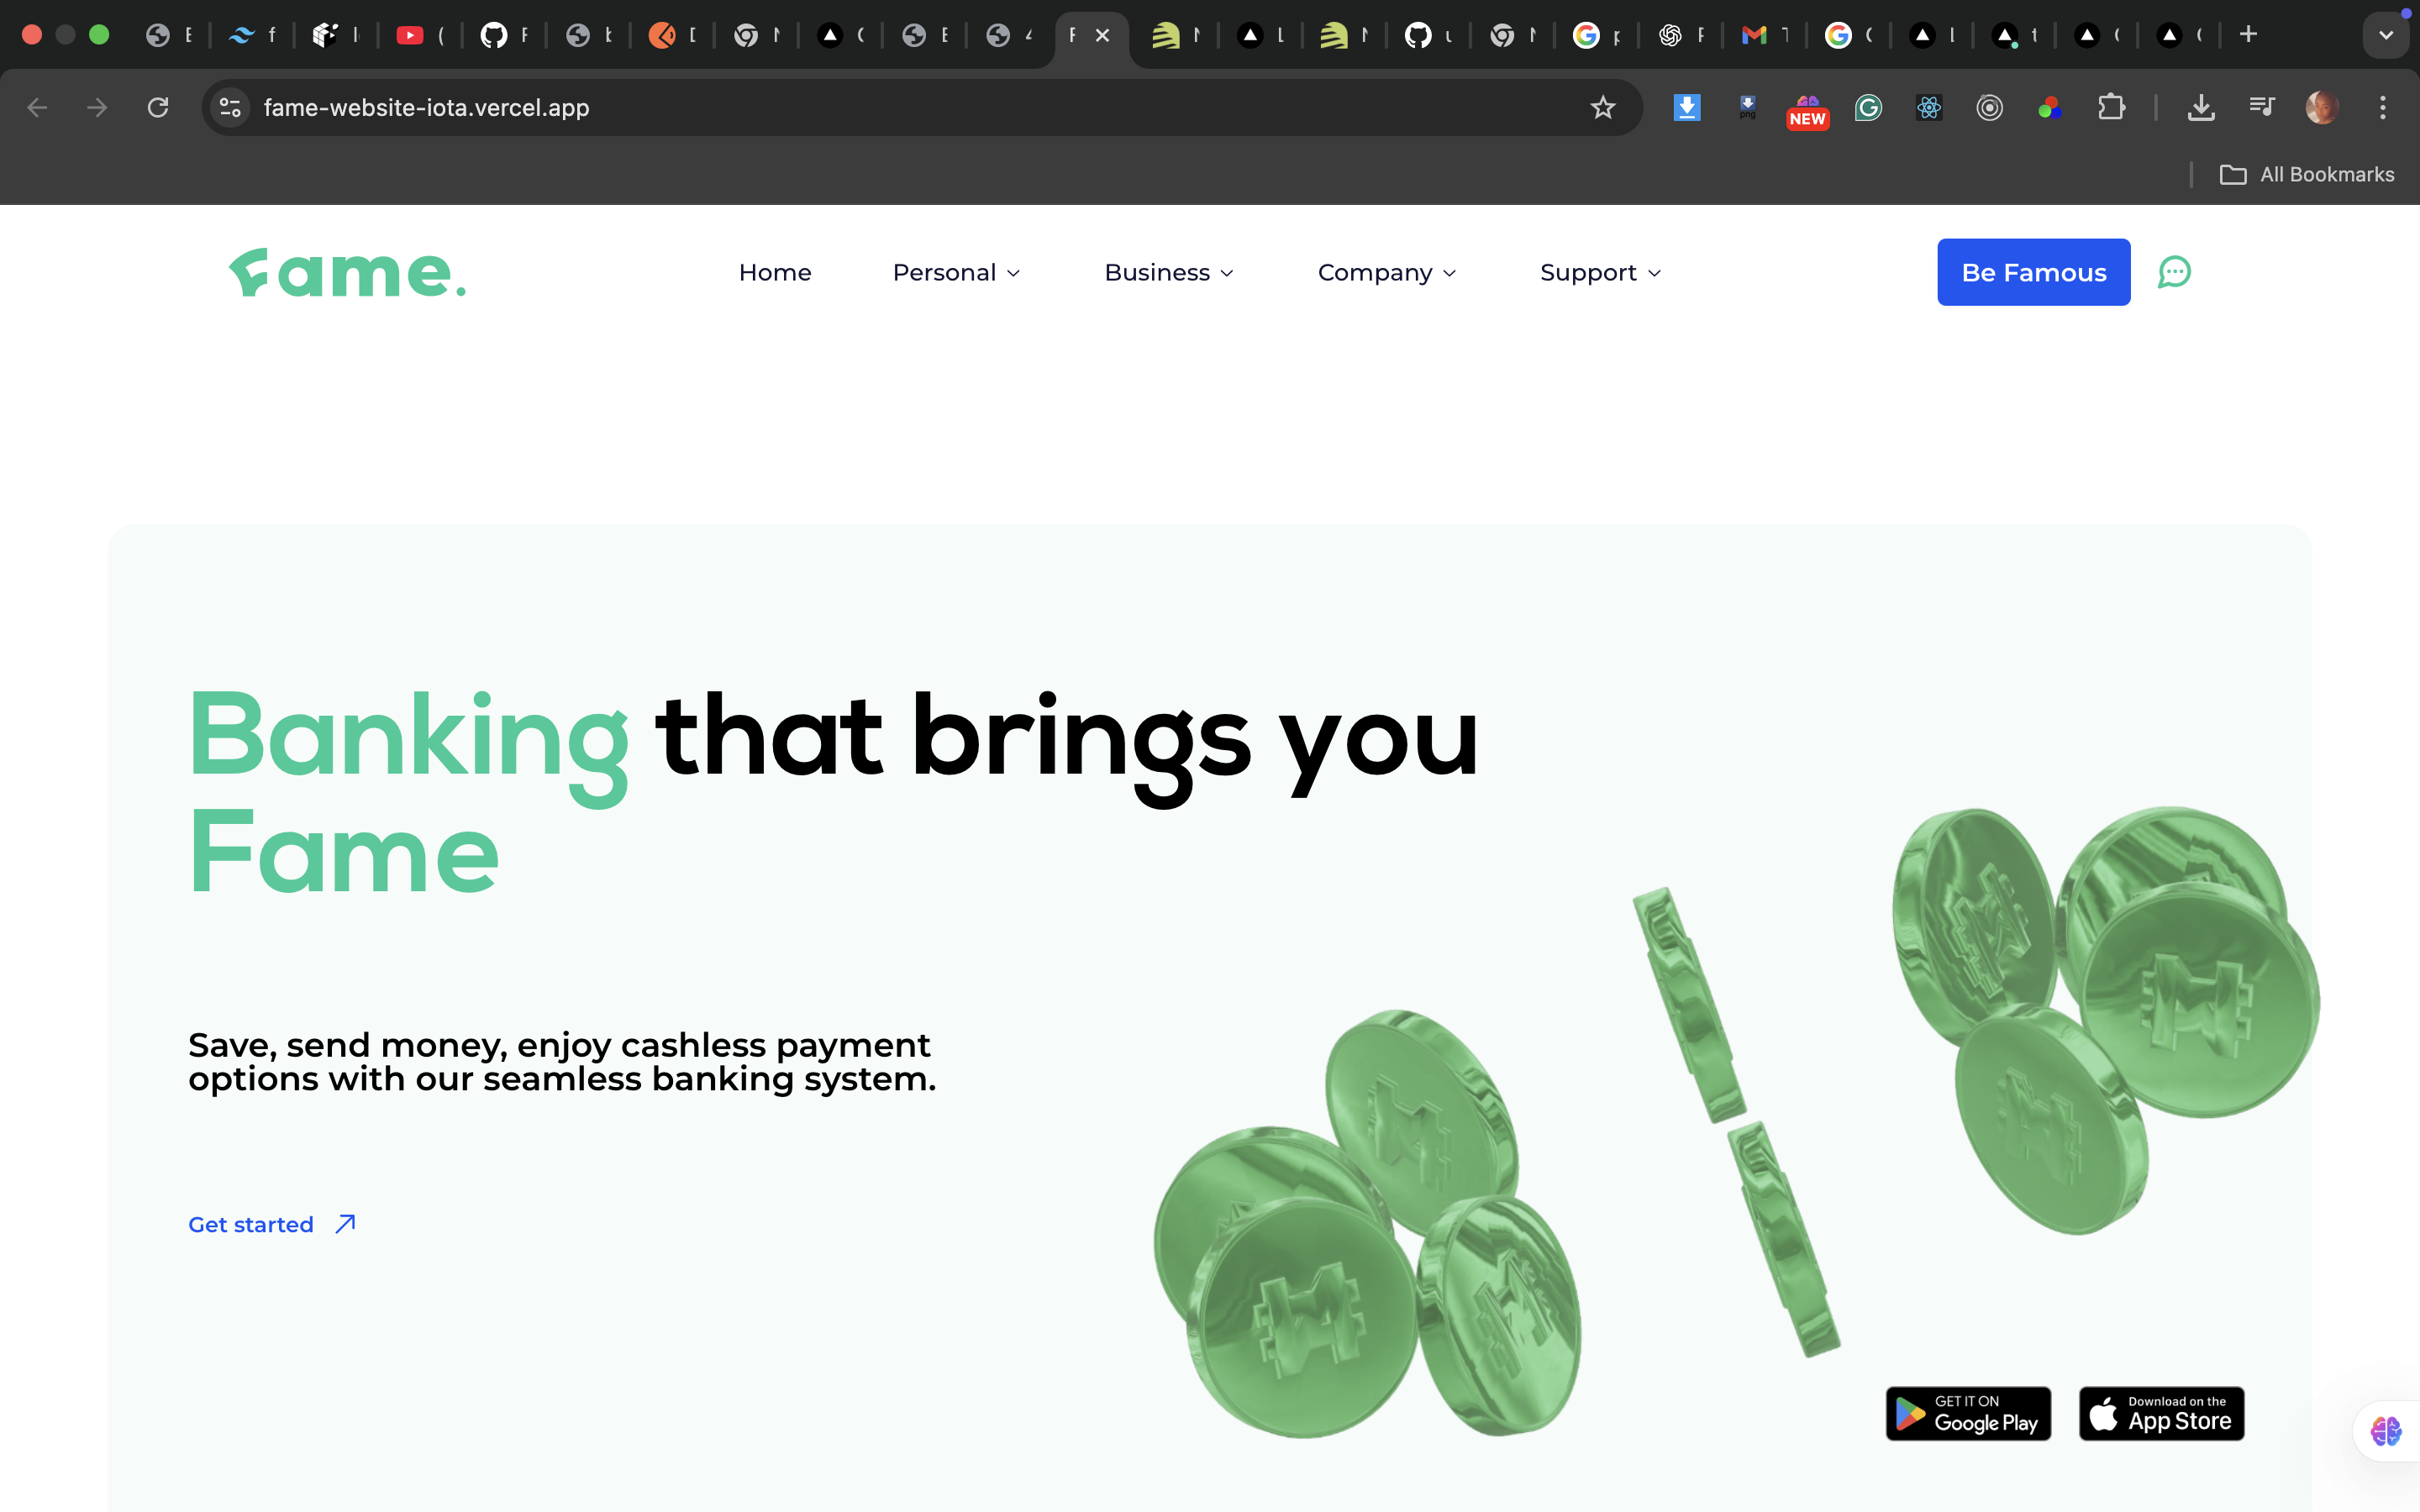 fame-website-iota.vercel.app
png
NEW
All Bookmarks
Fame.
Home
Personal
Business
Company
Support
Be Famous
Banking that brings you
Fame
Save, send money, enjoy cashless payment
options with our seamless banking system.
Get started
GET IT ON
Google Play
Download on the
App Store